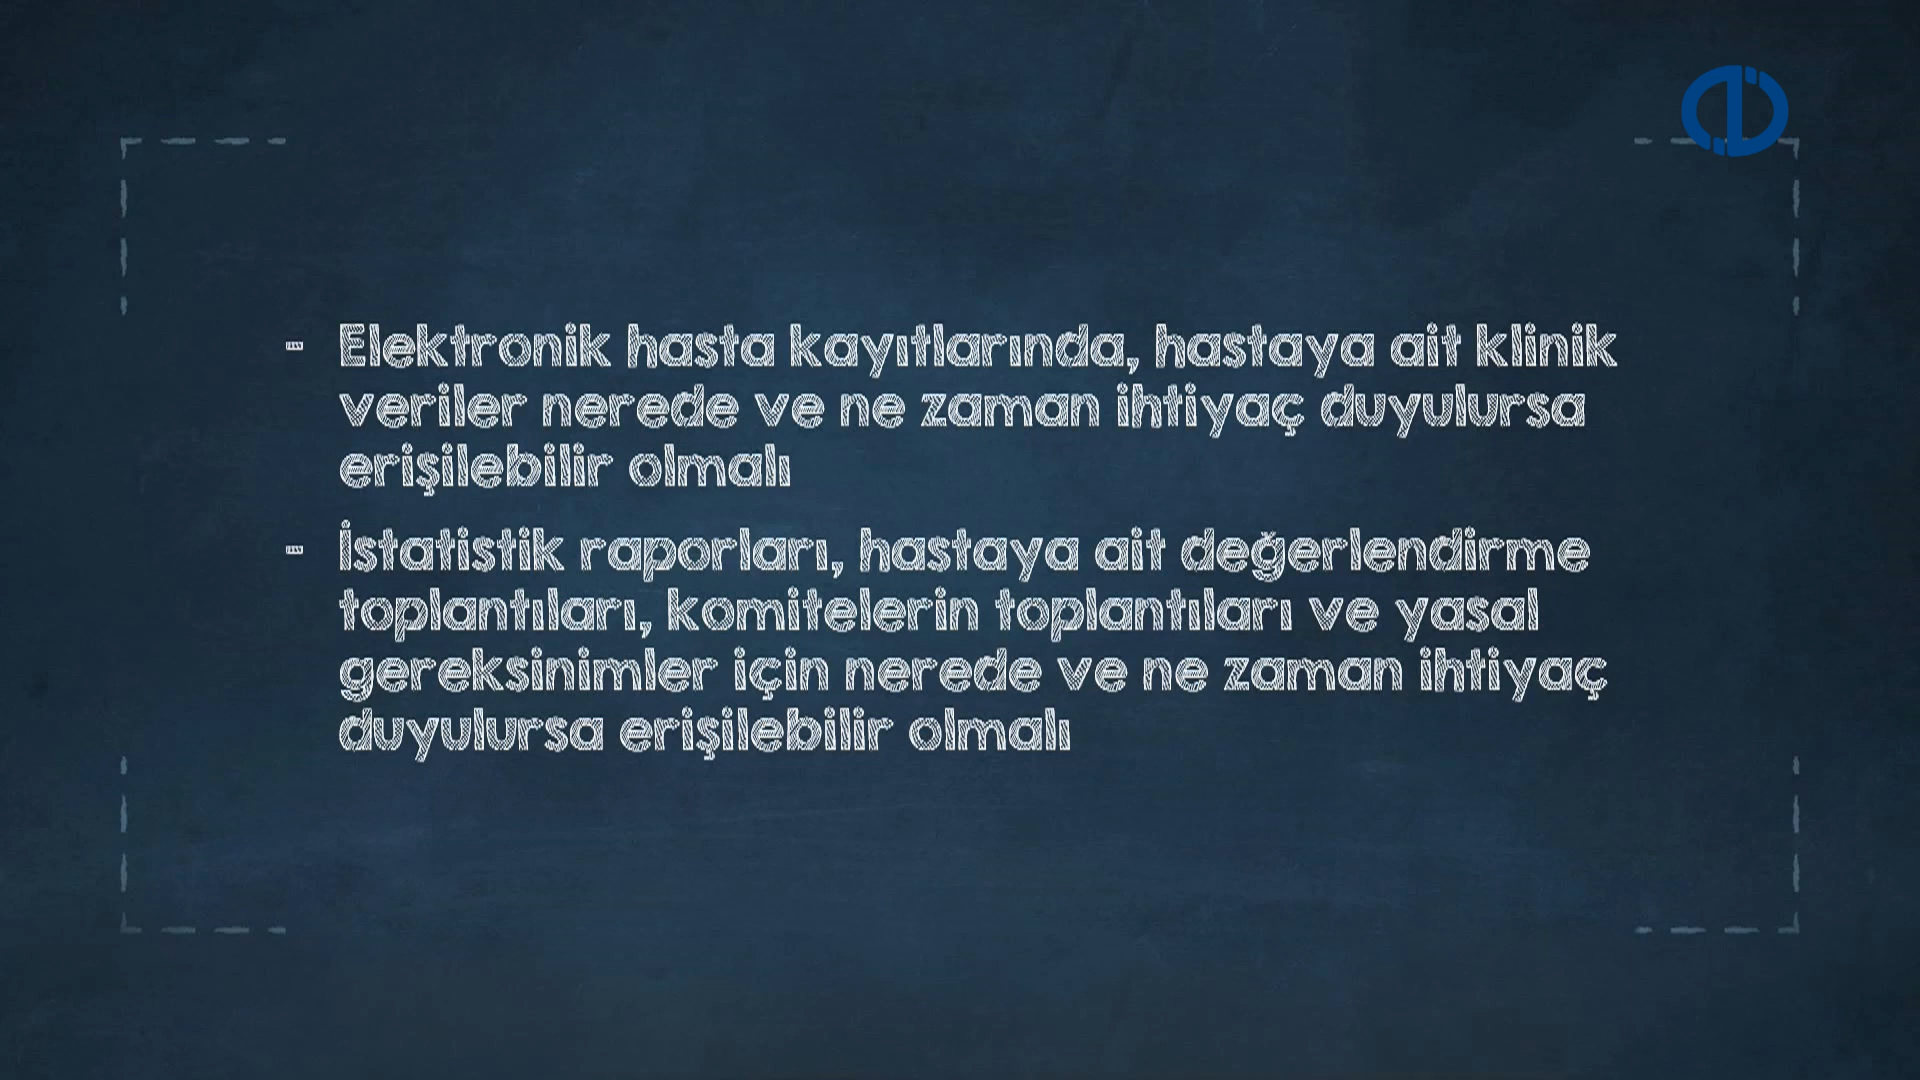 - Elektronik hasta kayıtlarında, hastaya ait klinik
veriler nerede ve ne zaman ihtiyaç duyulursa
erişilebilir olmalı
- İstatistik raporları, hastaya ait değerlendirme
toplantıları, komitelerin toplantıları ve yasal
gereksinimler için nerede ve ne zaman ihtiyaç
duyulursa erişilebilir olmalı